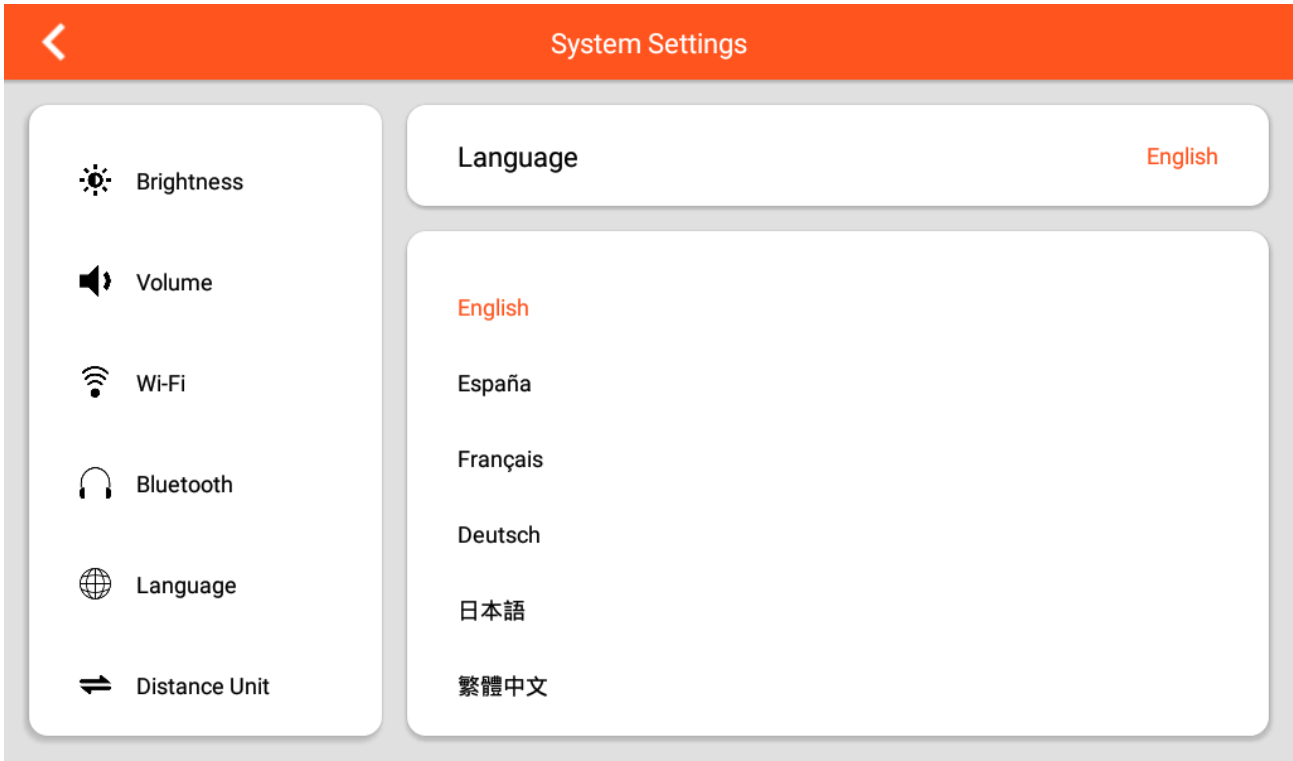 System Settings
Brightness
Volume
Wi-Fi
Bluetooth
Language
Distance Unit
Language
English
English
España
Français
Deutsch
日本語
繁體中文